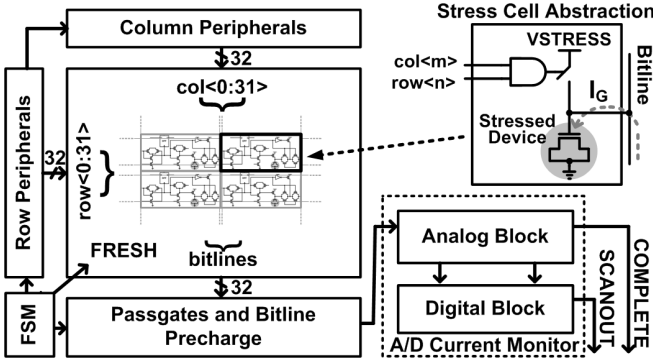 Stress Cell Abstraction
Column Peripherals
32
col<0:31>
VSTRESS
col<m>
row<n>
I_G
Bitline
Stressed
Device
Row Peripherals
32
row<0:31>
FRESH
bitlines
32
FSM
Passgates and Bitline
Precharge
Analog Block
Digital Block
A/D Current Monitor
SCANOUT
COMPLETE